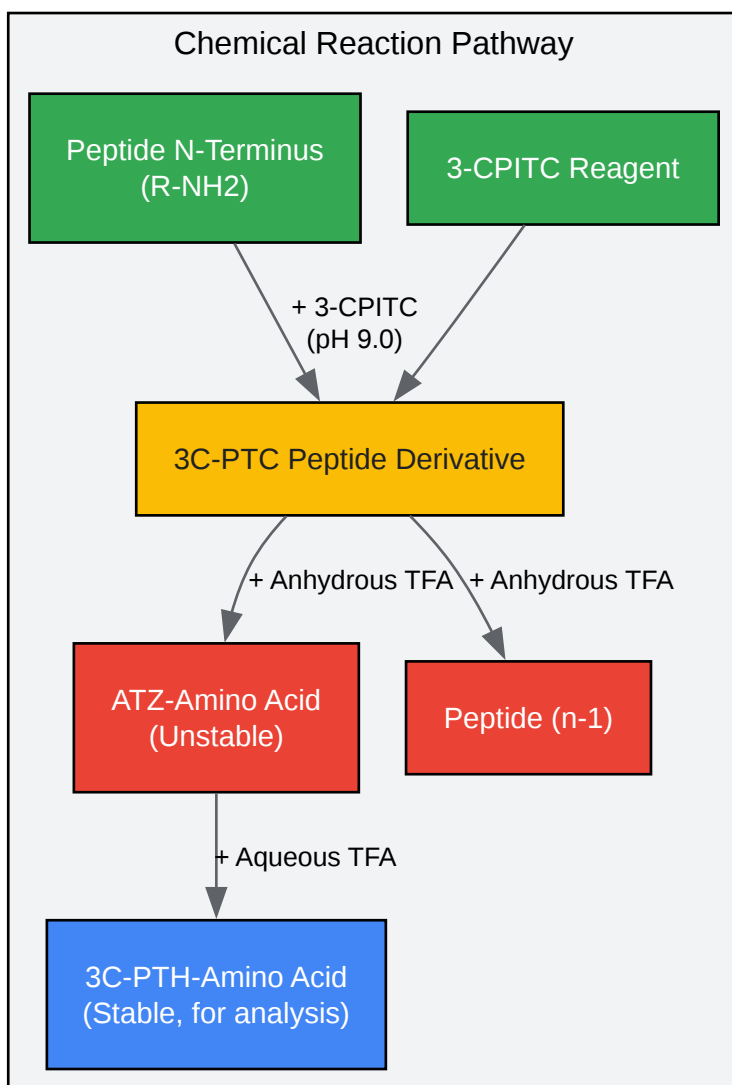 Chemical Reaction Pathway
Peptide N-Terminus
(R-NH2)
3-CPITC Reagent
+ 3-CPITC
(pH 9.0)
3C-PTC Peptide Derivative
+ Anhydrous TFA
+ Anhydrous TFA
ATZ-Amino Acid
(Unstable)
Peptide (n-1)
+ Aqueous TFA
3C-PTH-Amino Acid
(Stable, for analysis)